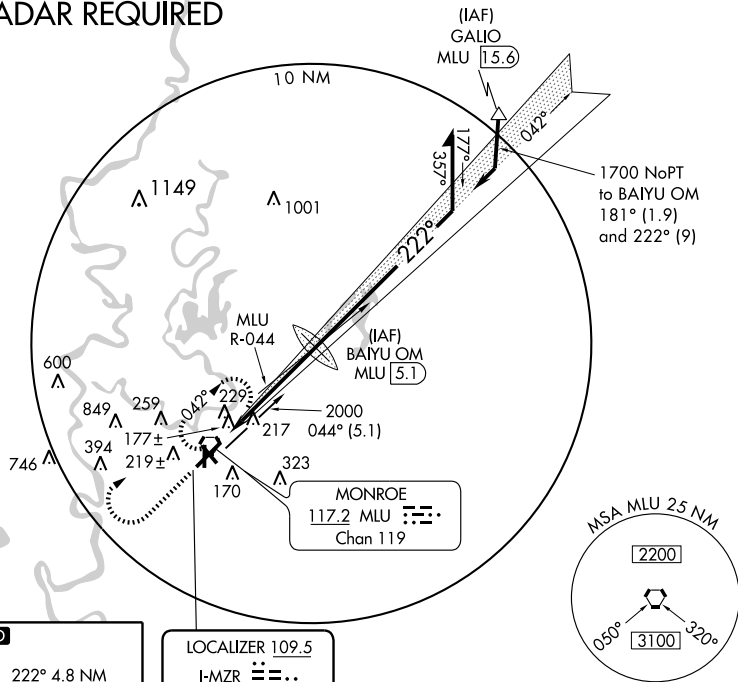 ADAR REQUIRED
(IAF)
GALIO
MLU 15.6
10 NM
042°
177°
357°
1700 NoPT
to BAIYU OM
181° (1.9)
and 222° (9)
1149
1001
222°
MLU
R-044
(IAF)
BAIYU OM
MLU 5.1
600
042°
229
849
259
2000
044° (5.1)
177±
217
746
394
219±
170
323
MONROE
117.2 MLU
Chan 119
MSA MLU 25 NM
2200
050°
320°
3100
D
222° 4.8 NM
LOCALIZER 109.5
I-MZR